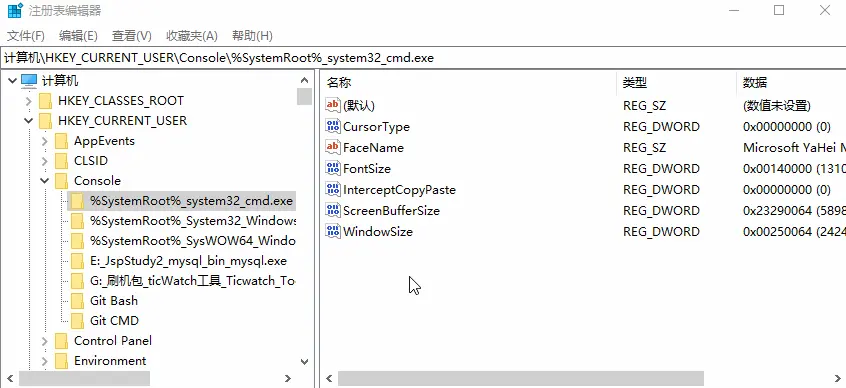 注册表编辑器
文件(F) 编辑(E) 查看(V) 收藏夹(A) 帮助(H)
计算机\HKEY_CURRENT_USER\Console\%SystemRoot%_system32_cmd.exe
计算机
HKEY_CLASSES_ROOT
HKEY_CURRENT_USER
AppEvents
CLSID
Console
%SystemRoot%_system32_cmd.exe
%SystemRoot%_System32_Windows
%SystemRoot%_SysWOW64_Windo
E:_JspStudy2_mysql_bin_mysql.exe
G:_刷机包_ticWatch工具_Ticwatch_To
Git Bash
Git CMD
Control Panel
Environment
名称 类型 数据
(默认) REG_SZ (数值未设置)
CursorType REG_DWORD 0x00000000 (0)
FaceName REG_SZ Microsoft YaHei M
FontSize REG_DWORD 0x00140000 (1310
InterceptCopyPaste REG_DWORD 0x00000000 (0)
ScreenBufferSize REG_DWORD 0x23290064 (5898
WindowSize REG_DWORD 0x00250064 (2424